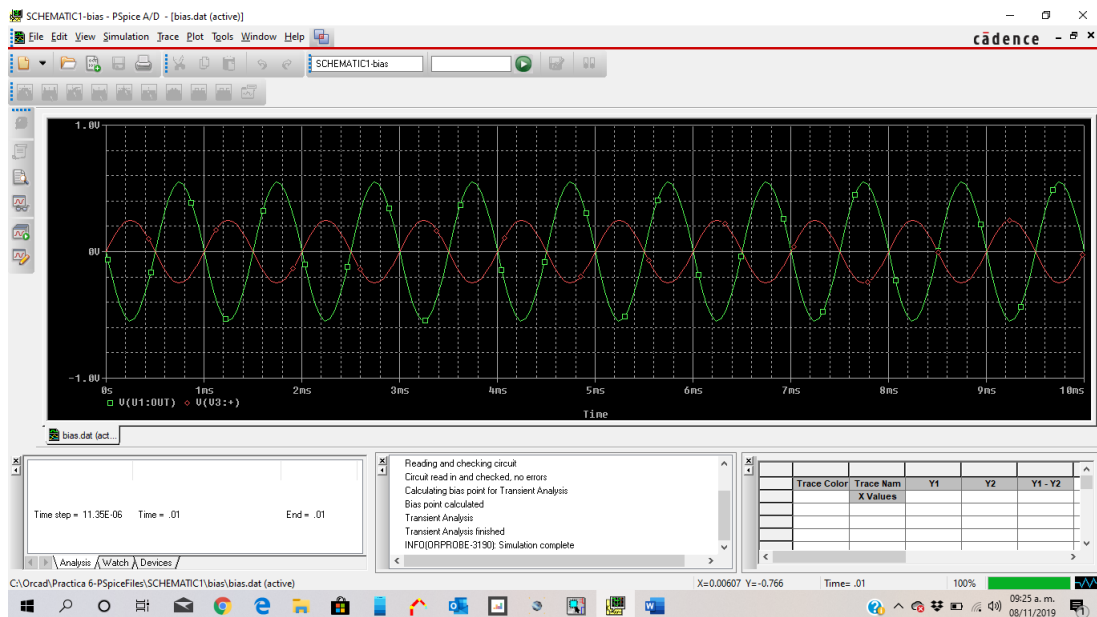 SCHEMATIC1-bias - PSpice A/D - [bias.dat (active)]
File Edit View Simulation Trace Plot Tools Window Help
cādence
SCHEMATIC1-bias
1.0V
0V
-1.0V
0s 1ms 2ms 3ms 4ms 5ms 6ms 7ms 8ms 9ms 10ms
V(U1:OUT) V(V3:+)
Time
bias.dat (act...
Time step = 11.35E-06 Time = .01 End = .01
Analysis Watch Devices
Reading and checking circuit
Circuit read in and checked, no errors
Calculating bias point for Transient Analysis
Bias point calculated
Transient Analysis
Transient Analysis finished
INFO(ORPROBE-3190): Simulation complete
Trace Color Trace Nam Y1 Y2 Y1 - Y2
X Values
C:\Orcad\Practica 6-PSpiceFiles\SCHEMATIC1\bias\bias.dat (active) X=0.00607 Y=-0.766 Time= .01 100%
09:25 a. m.
08/11/2019